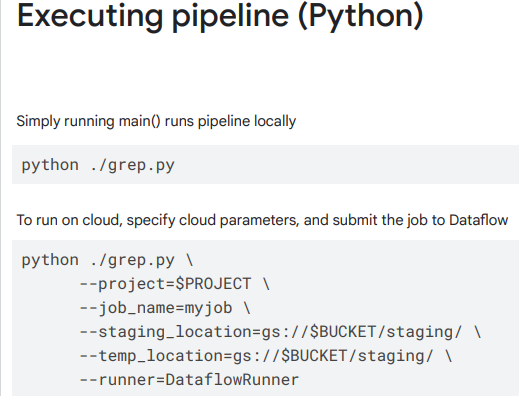 Executing pipeline (Python)
Simply running main() runs pipeline locally
python ./grep.py
To run on cloud, specify cloud parameters, and submit the job to Dataflow
python ./grep.py \
--project=$PROJECT \
--job_name=myjob \
--staging_location=gs://$BUCKET/staging/ \
--temp_location=gs://$BUCKET/staging/ \
--runner=DataflowRunner